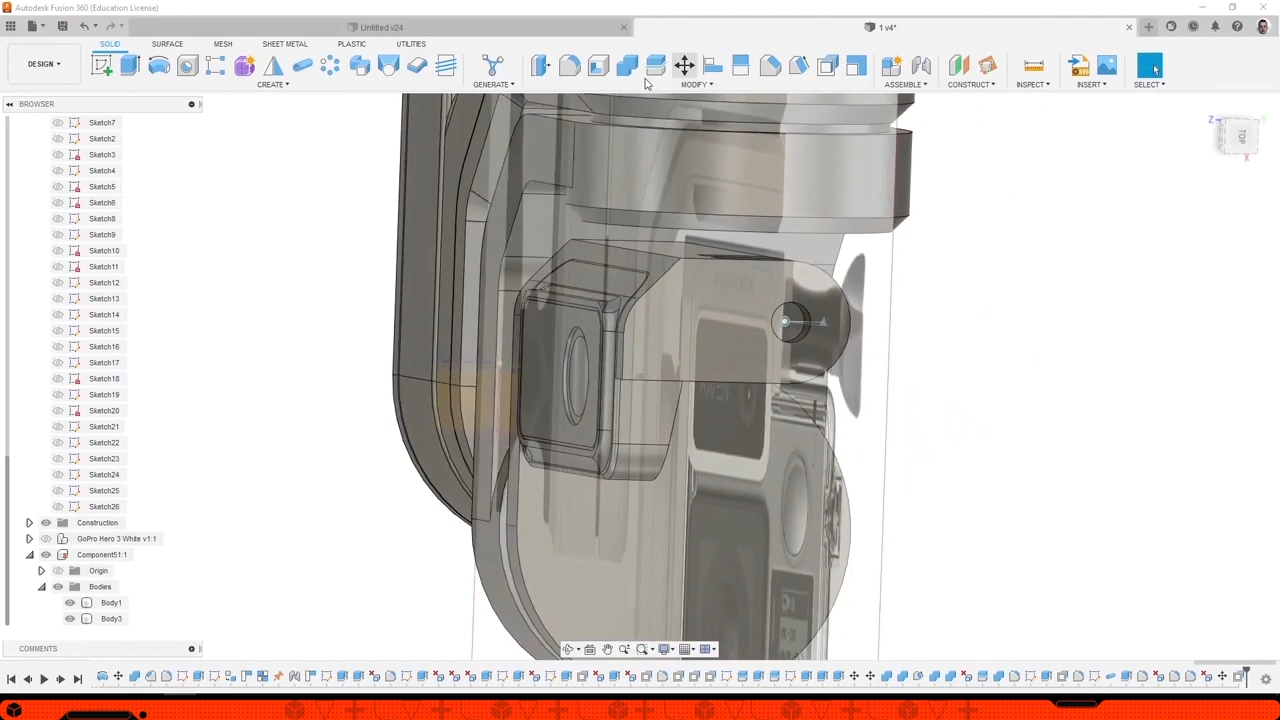 Autodesk Fusion 360 (Education License)
Untitled v24
1 v4*
DESIGN
SOLID
SURFACE
MESH
SHEET METAL
PLASTIC
UTILITIES
CREATE
GENERATE
MODIFY
ASSEMBLE
CONSTRUCT
INSPECT
INSERT
SELECT
BROWSER
Sketch7
Sketch2
Sketch3
Sketch4
Sketch5
Sketch6
Sketch8
Sketch9
Sketch10
Sketch11
Sketch12
Sketch13
Sketch14
Sketch15
Sketch16
Sketch17
Sketch18
Sketch19
Sketch20
Sketch21
Sketch22
Sketch23
Sketch24
Sketch25
Sketch26
Construction
GoPro Hero 3 White v1:1
Component51:1
Origin
Bodies
Body1
Body3
COMMENTS
Z
TOP
X